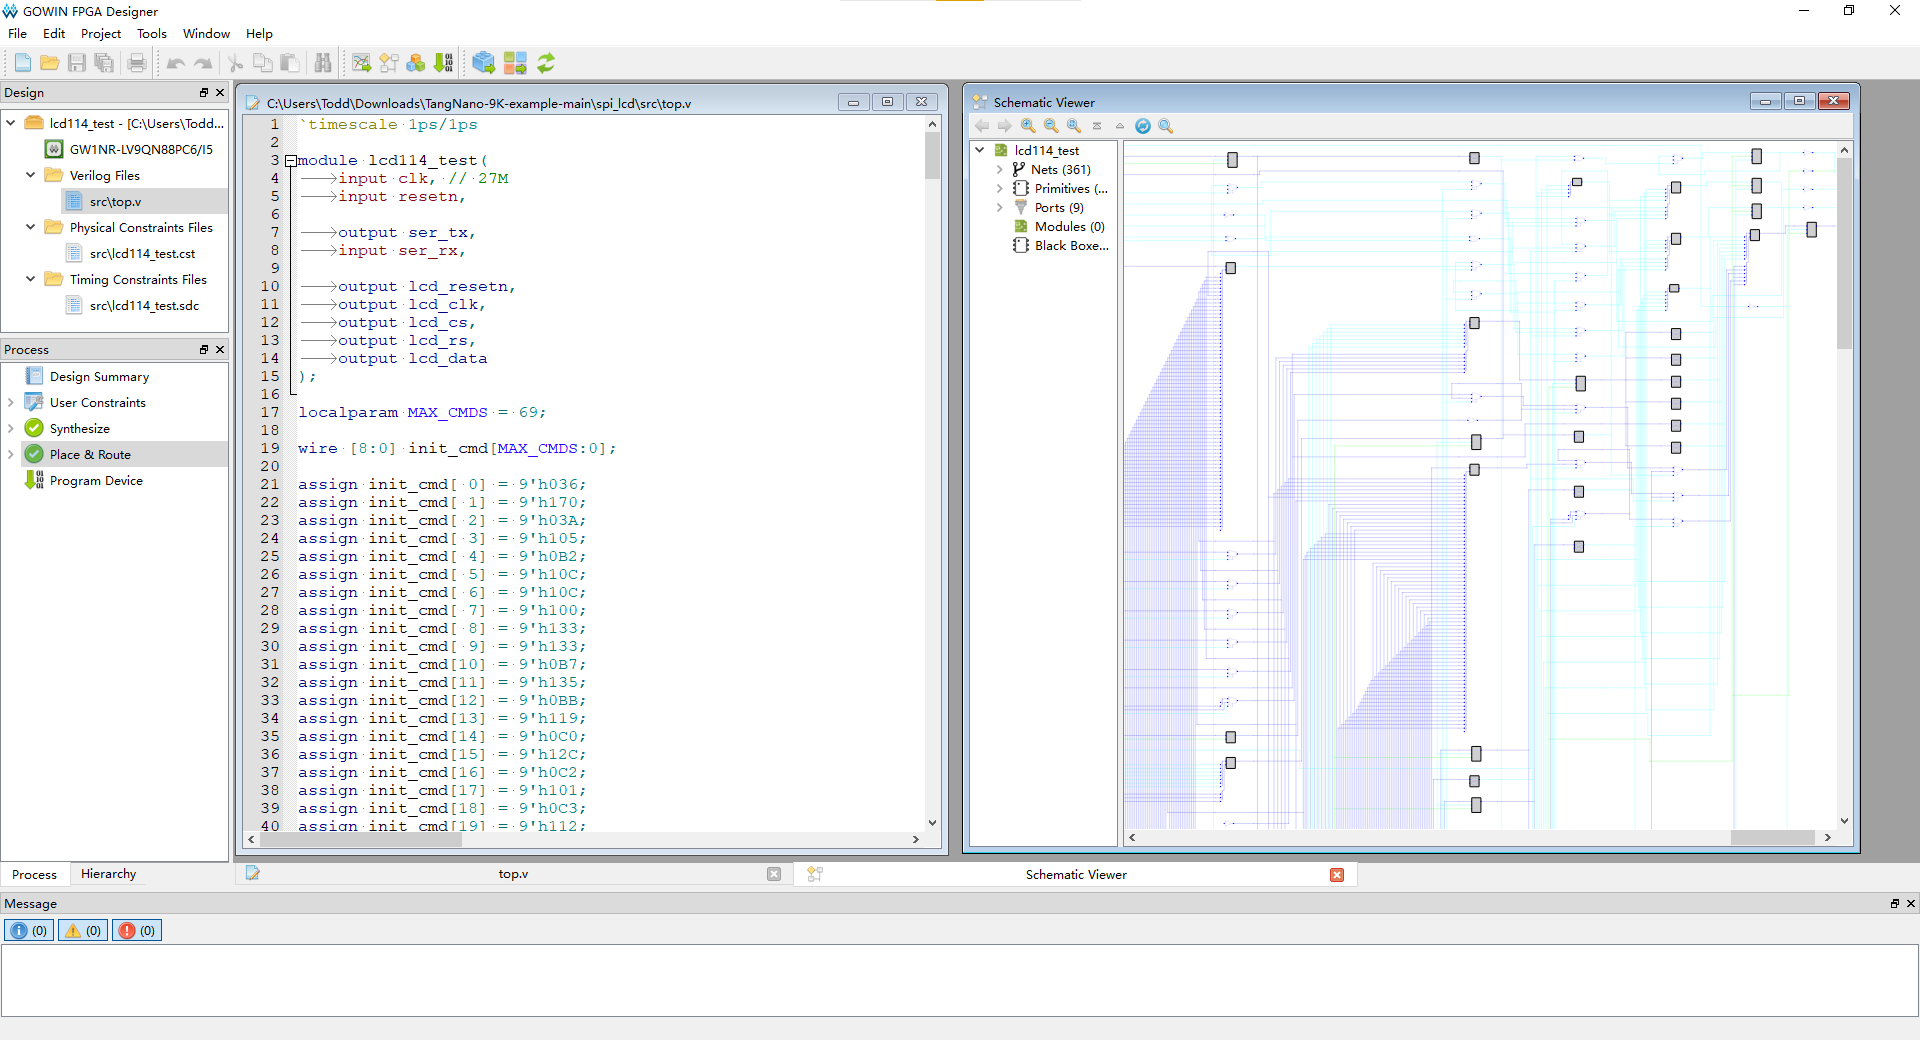 GOWIN FPGA Designer
File Edit Project Tools Window Help
Design
lcd114_test - [C:\Users\Todd...
GW1NR-LV9QN88PC6/I5
Verilog Files
src\top.v
Physical Constraints Files
src\lcd114_test.cst
Timing Constraints Files
src\lcd114_test.sdc
Process
Design Summary
User Constraints
Synthesize
Place & Route
Program Device
Process Hierarchy
C:\Users\Todd\Downloads\TangNano-9K-example-main\spi_lcd\src\top.v
1 `timescale 1ps/1ps
2
3 module lcd114_test(
4 input clk, // 27M
5 input resetn,
6
7 output ser_tx,
8 input ser_rx,
9
10 output lcd_resetn,
11 output lcd_clk,
12 output lcd_cs,
13 output lcd_rs,
14 output lcd_data
15 );
16
17 localparam MAX_CMDS = 69;
18
19 wire [8:0] init_cmd[MAX_CMDS:0];
20
21 assign init_cmd[ 0] = 9'h036;
22 assign init_cmd[ 1] = 9'h170;
23 assign init_cmd[ 2] = 9'h03A;
24 assign init_cmd[ 3] = 9'h105;
25 assign init_cmd[ 4] = 9'h0B2;
26 assign init_cmd[ 5] = 9'h10C;
27 assign init_cmd[ 6] = 9'h10C;
28 assign init_cmd[ 7] = 9'h100;
29 assign init_cmd[ 8] = 9'h133;
30 assign init_cmd[ 9] = 9'h133;
31 assign init_cmd[10] = 9'h0B7;
32 assign init_cmd[11] = 9'h135;
33 assign init_cmd[12] = 9'h0BB;
34 assign init_cmd[13] = 9'h119;
35 assign init_cmd[14] = 9'h0C0;
36 assign init_cmd[15] = 9'h12C;
37 assign init_cmd[16] = 9'h0C2;
38 assign init_cmd[17] = 9'h101;
39 assign init_cmd[18] = 9'h0C3;
40 assign init_cmd[19] = 9'h112;
Schematic Viewer
lcd114_test
Nets (361)
Primitives (...
Ports (9)
Modules (0)
Black Boxe...
top.v
Schematic Viewer
Message
(0) (0) (0)